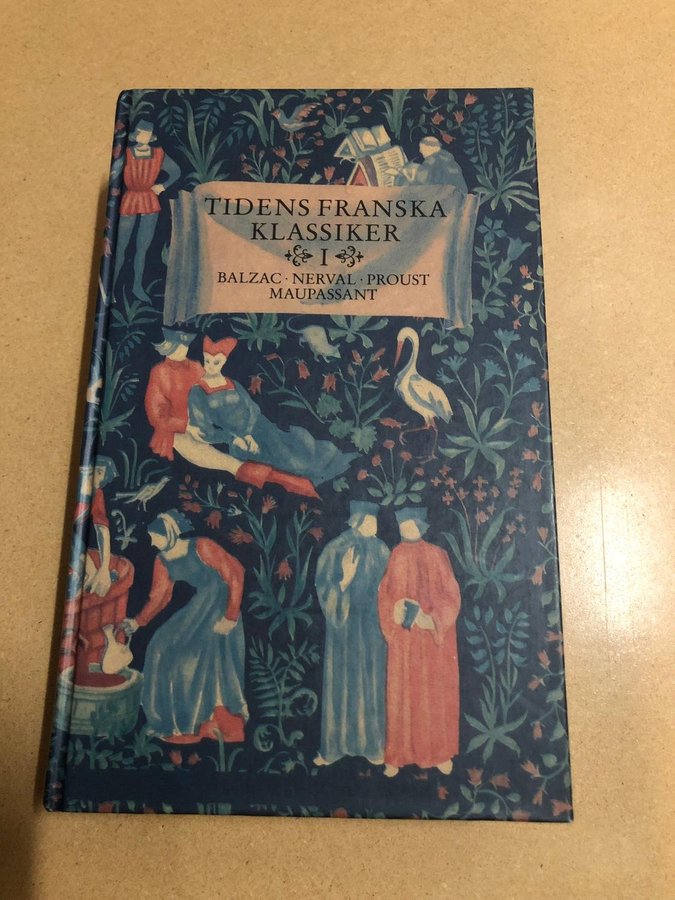 TIDENS FRANSKA
KLASSIKER
I
BALZAC · NERVAL · PROUST
MAUPASSANT